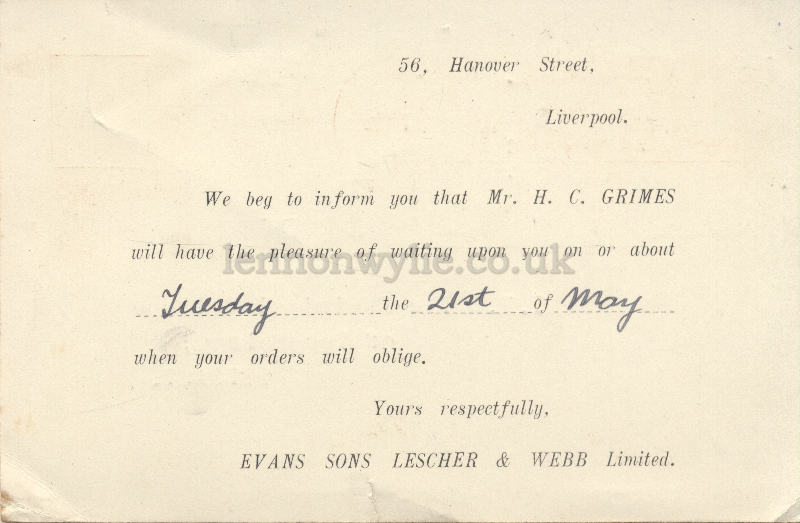 56, Hanover Street,
Liverpool.
We beg to inform you that Mr. H. C. GRIMES
will have the pleasure of waiting upon you on or about
lennonwylie.co.uk
Tuesday the 21st of May
when your orders will oblige.
Yours respectfully,
EVANS SONS LESCHER & WEBB Limited.